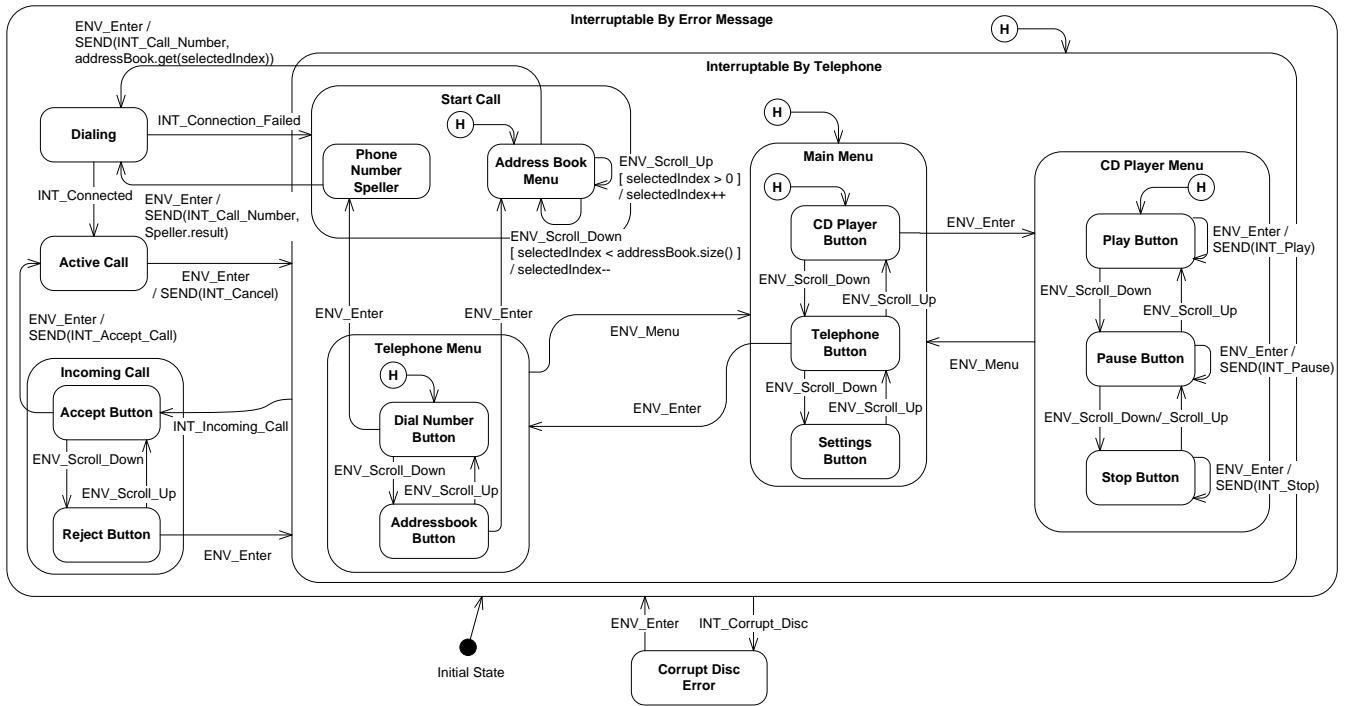 Interruptable By Error Message
ENV_Enter /
SEND(INT_Call_Number,
addressBook.get(selectedIndex))
H
Interruptable By Telephone
Start Call
H
Dialing
INT_Connection_Failed
Phone
Number
Speller
Address Book
Menu
ENV_Scroll_Up
[ selectedIndex > 0 ]
/ selectedIndex++
ENV_Scroll_Down
[ selectedIndex < addressBook.size() ]
/ selectedIndex--
INT_Connected
ENV_Enter /
SEND(INT_Call_Number,
Speller.result)
Active Call
ENV_Enter
/ SEND(INT_Cancel)
ENV_Enter /
SEND(INT_Accept_Call)
Incoming Call
Accept Button
INT_Incoming_Call
ENV_Scroll_Down
ENV_Scroll_Up
Reject Button
ENV_Enter
ENV_Enter
ENV_Enter
Telephone Menu
H
Dial Number
Button
ENV_Scroll_Down
ENV_Scroll_Up
Addressbook
Button
ENV_Menu
ENV_Enter
H
Main Menu
H
CD Player
Button
ENV_Scroll_Down
ENV_Scroll_Up
Telephone
Button
ENV_Scroll_Down
ENV_Scroll_Up
Settings
Button
ENV_Enter
ENV_Menu
CD Player Menu
H
Play Button
ENV_Enter /
SEND(INT_Play)
ENV_Scroll_Down
ENV_Scroll_Up
Pause Button
ENV_Enter /
SEND(INT_Pause)
ENV_Scroll_Down
/_Scroll_Up
Stop Button
ENV_Enter /
SEND(INT_Stop)
Initial State
ENV_Enter
INT_Corrupt_Disc
Corrupt Disc
Error